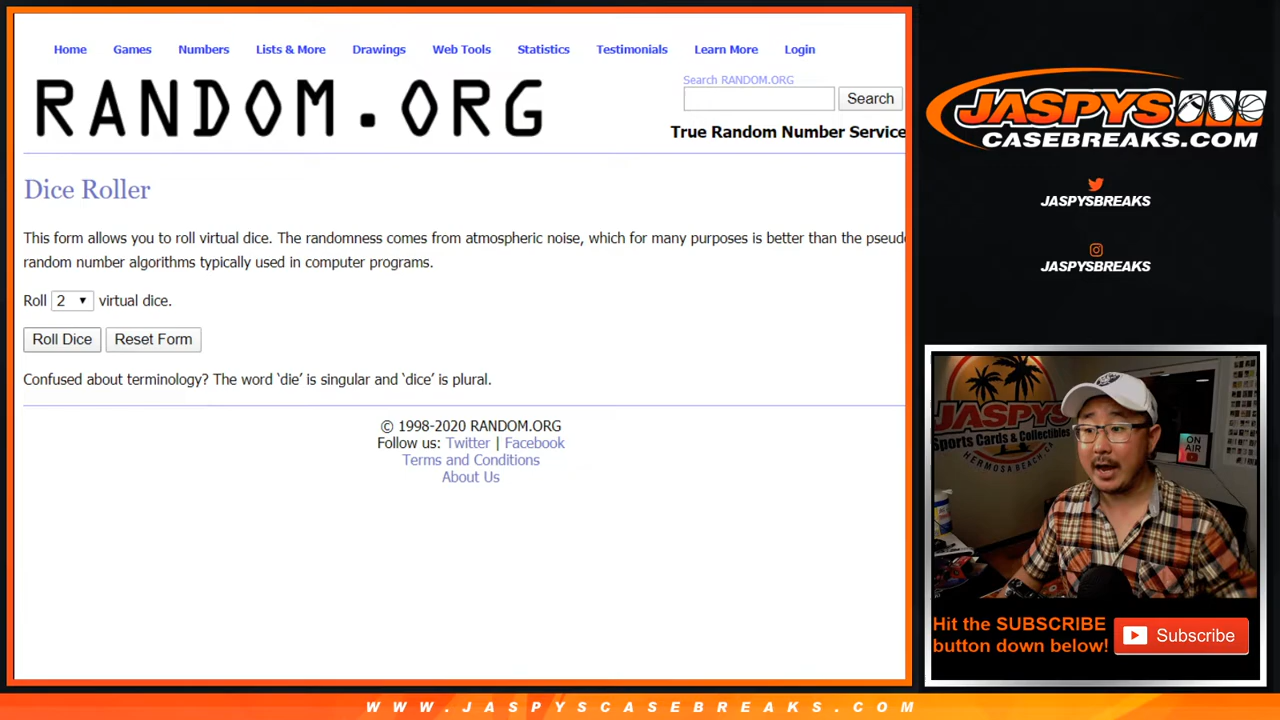 Home Games Numbers Lists & More Drawings Web Tools Statistics Testimonials Learn More Login
RANDOM.ORG
Search RANDOM.ORG
Search
True Random Number Service
Dice Roller
This form allows you to roll virtual dice. The randomness comes from atmospheric noise, which for many purposes is better than the pseudo
random number algorithms typically used in computer programs.
Roll 2 virtual dice.
Roll Dice Reset Form
Confused about terminology? The word ‘die’ is singular and ‘dice’ is plural.
© 1998-2020 RANDOM.ORG
Follow us: Twitter | Facebook
Terms and Conditions
About Us
JASPYS
CASEBREAKS.COM
JASPYSBREAKS
JASPYSBREAKS
JASPYS
Sports Cards & Collectibles
HERMOSA BEACH, CA
ON
AIR
Hit the SUBSCRIBE
button down below!
Subscribe
WWW.JASPYSCASEBREAKS.COM